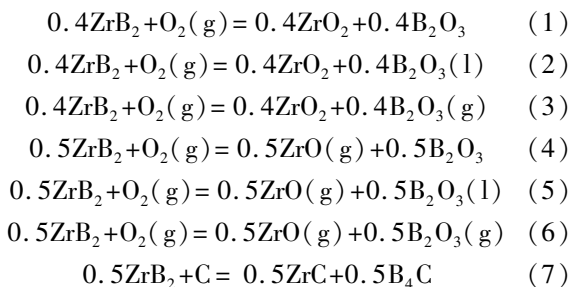 0.4ZrB₂+O₂(g)=0.4ZrO₂+0.4B₂O₃ (1)
0.4ZrB₂+O₂(g)=0.4ZrO₂+0.4B₂O₃(l) (2)
0.4ZrB₂+O₂(g)=0.4ZrO₂+0.4B₂O₃(g) (3)
0.5ZrB₂+O₂(g)=0.5ZrO(g)+0.5B₂O₃ (4)
0.5ZrB₂+O₂(g)=0.5ZrO(g)+0.5B₂O₃(l) (5)
0.5ZrB₂+O₂(g)=0.5ZrO(g)+0.5B₂O₃(g) (6)
0.5ZrB₂+C= 0.5ZrC+0.5B₄C (7)